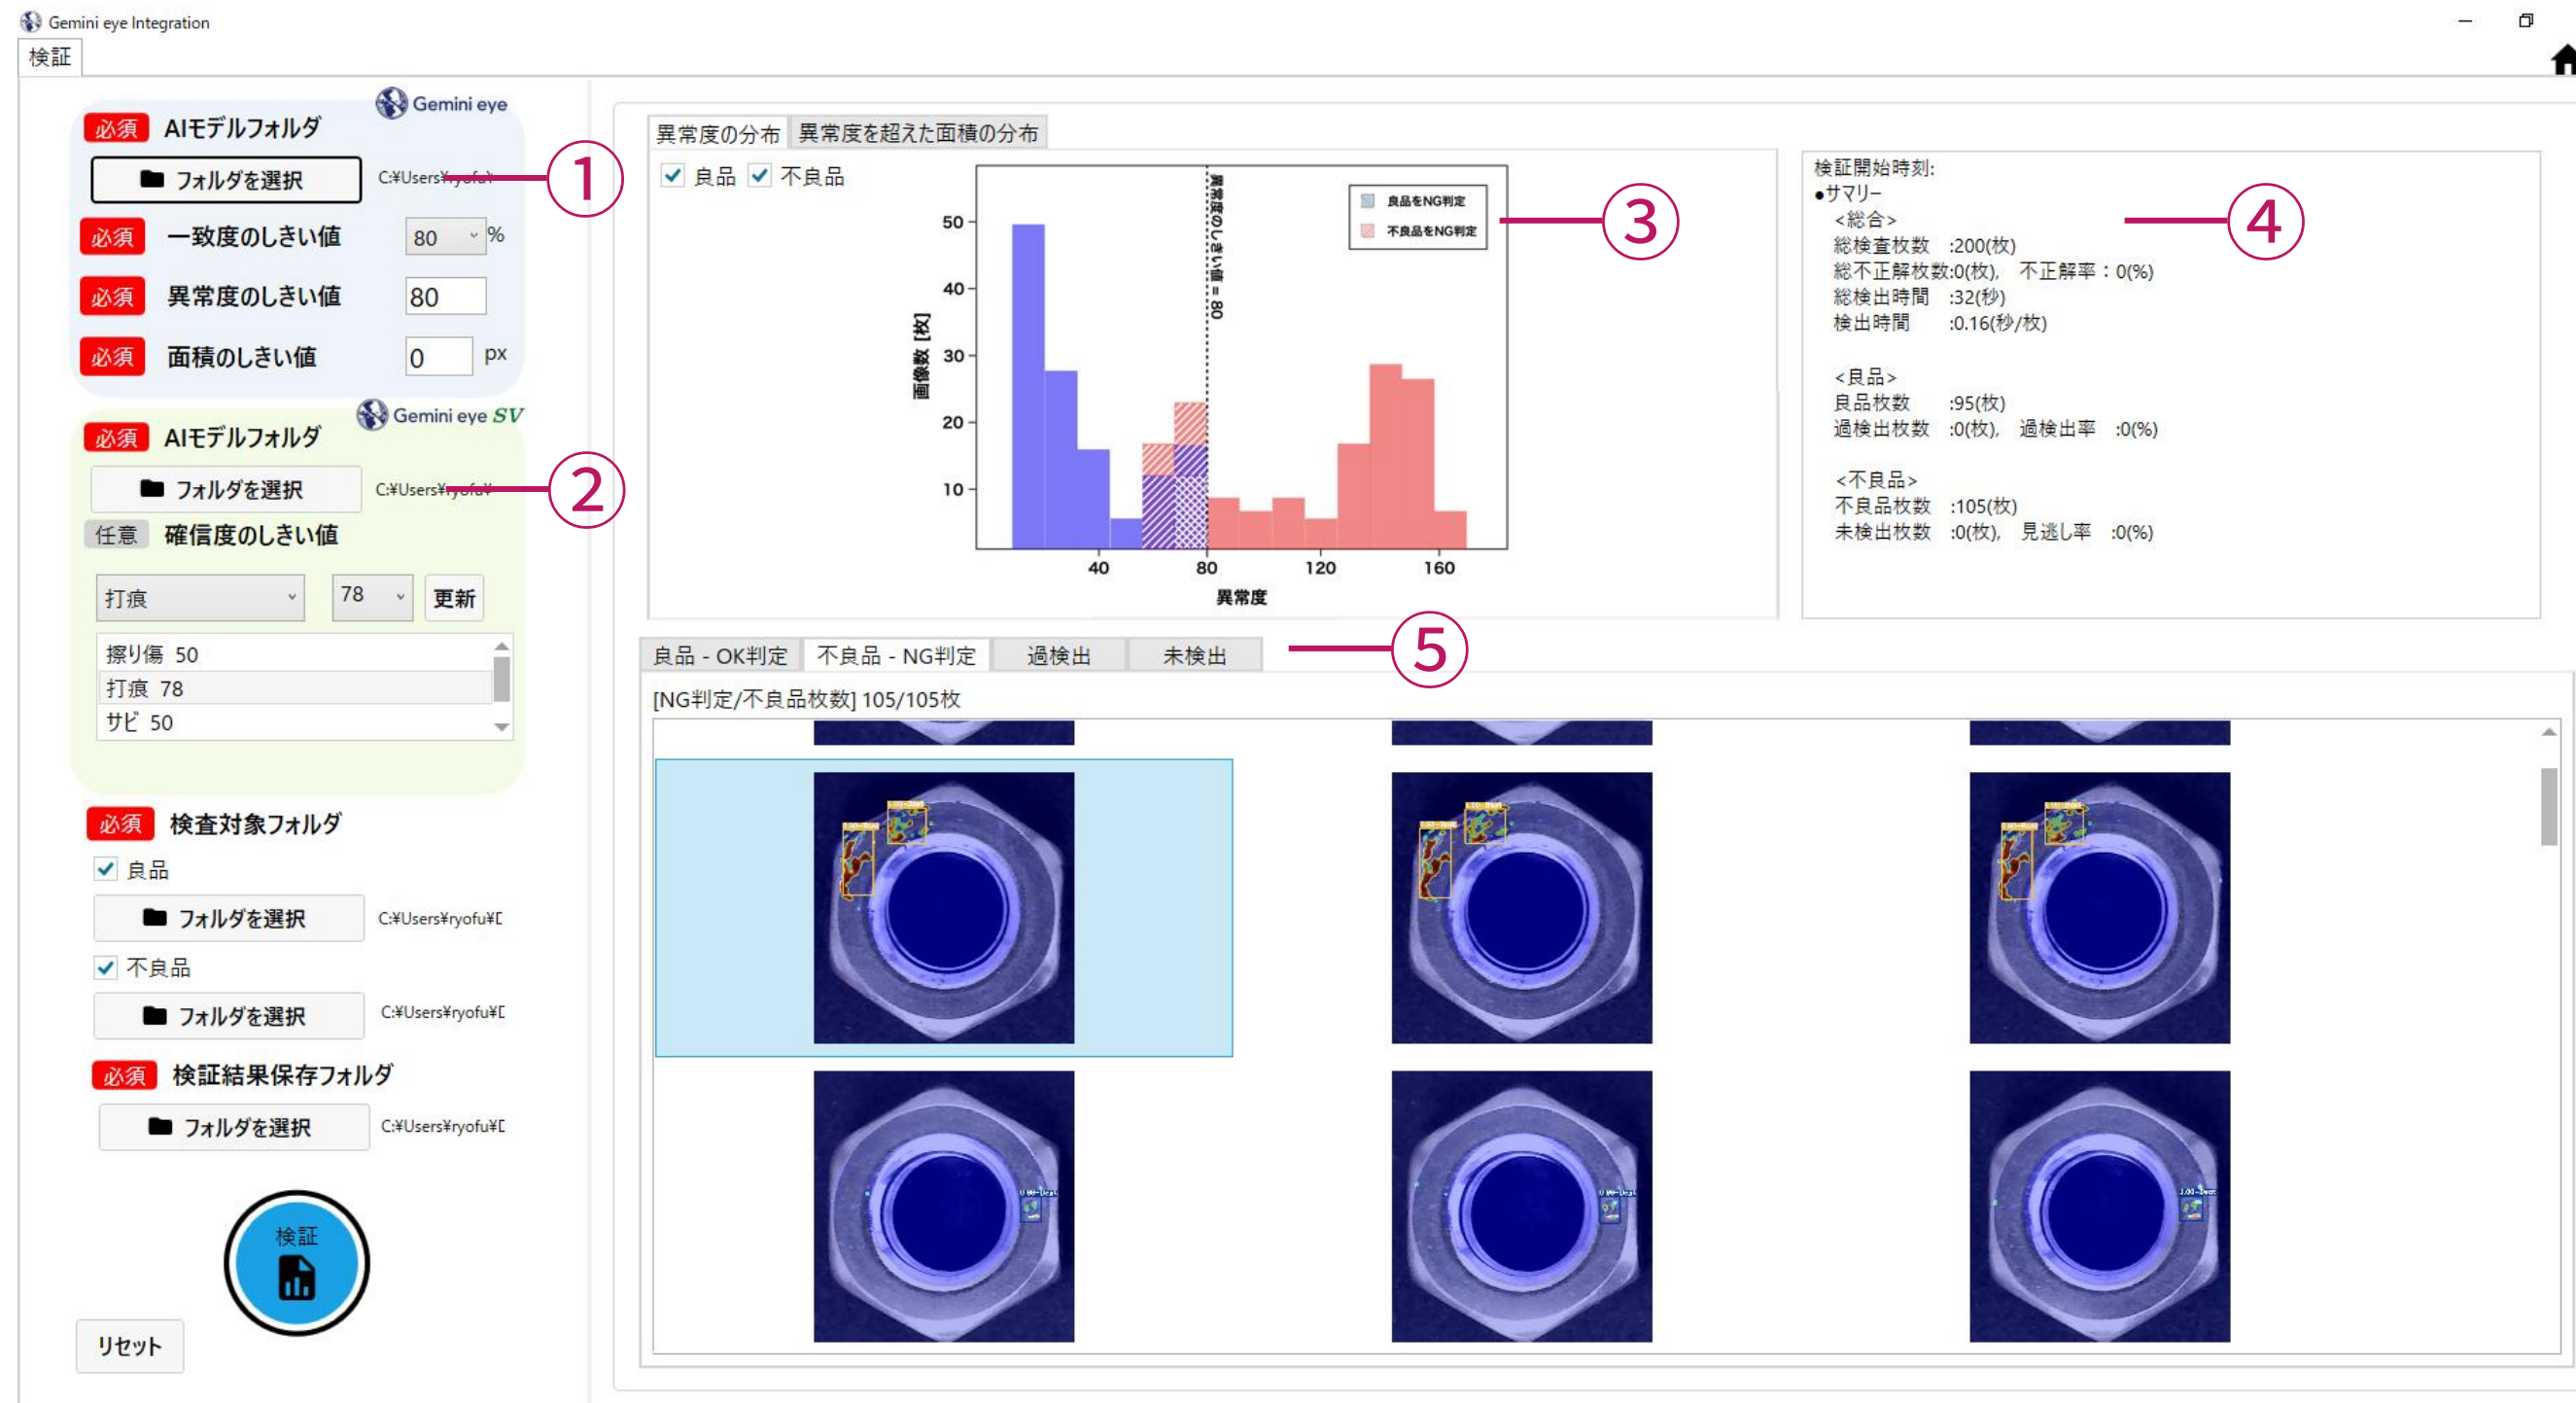 Gemini eye Integration
検証
Gemini eye
必須 AIモデルフォルダ
フォルダを選択 C:¥Users¥ryofu¥
①
必須 一致度のしきい値 80 %
必須 異常度のしきい値 80
必須 面積のしきい値 0 px
Gemini eye SV
必須 AIモデルフォルダ
フォルダを選択 C:¥Users¥ryofu¥
②
任意 確信度のしきい値
打痕 78 更新
擦り傷 50
打痕 78
サビ 50
必須 検査対象フォルダ
良品
フォルダを選択 C:¥Users¥ryofu¥D
不良品
フォルダを選択 C:¥Users¥ryofu¥D
必須 検証結果保存フォルダ
フォルダを選択 C:¥Users¥ryofu¥D
検証
リセット
異常度の分布 異常度を超えた面積の分布
良品 不良品
異常度のしきい値 = 80
良品をNG判定
不良品をNG判定
③
画像数 [枚]
50
40
30
20
10
40 80 120 160
異常度
検証開始時刻:
●サマリー
<総合>
総検査枚数 :200(枚)
総不正解枚数:0(枚), 不正解率：0(%)
総検出時間 :32(秒)
検出時間 :0.16(秒/枚)
<良品>
良品枚数 :95(枚)
過検出枚数 :0(枚), 過検出率 :0(%)
<不良品>
不良品枚数 :105(枚)
未検出枚数 :0(枚), 見逃し率 :0(%)
④
良品 - OK判定 不良品 - NG判定 過検出 未検出
⑤
[NG判定/不良品枚数] 105/105枚